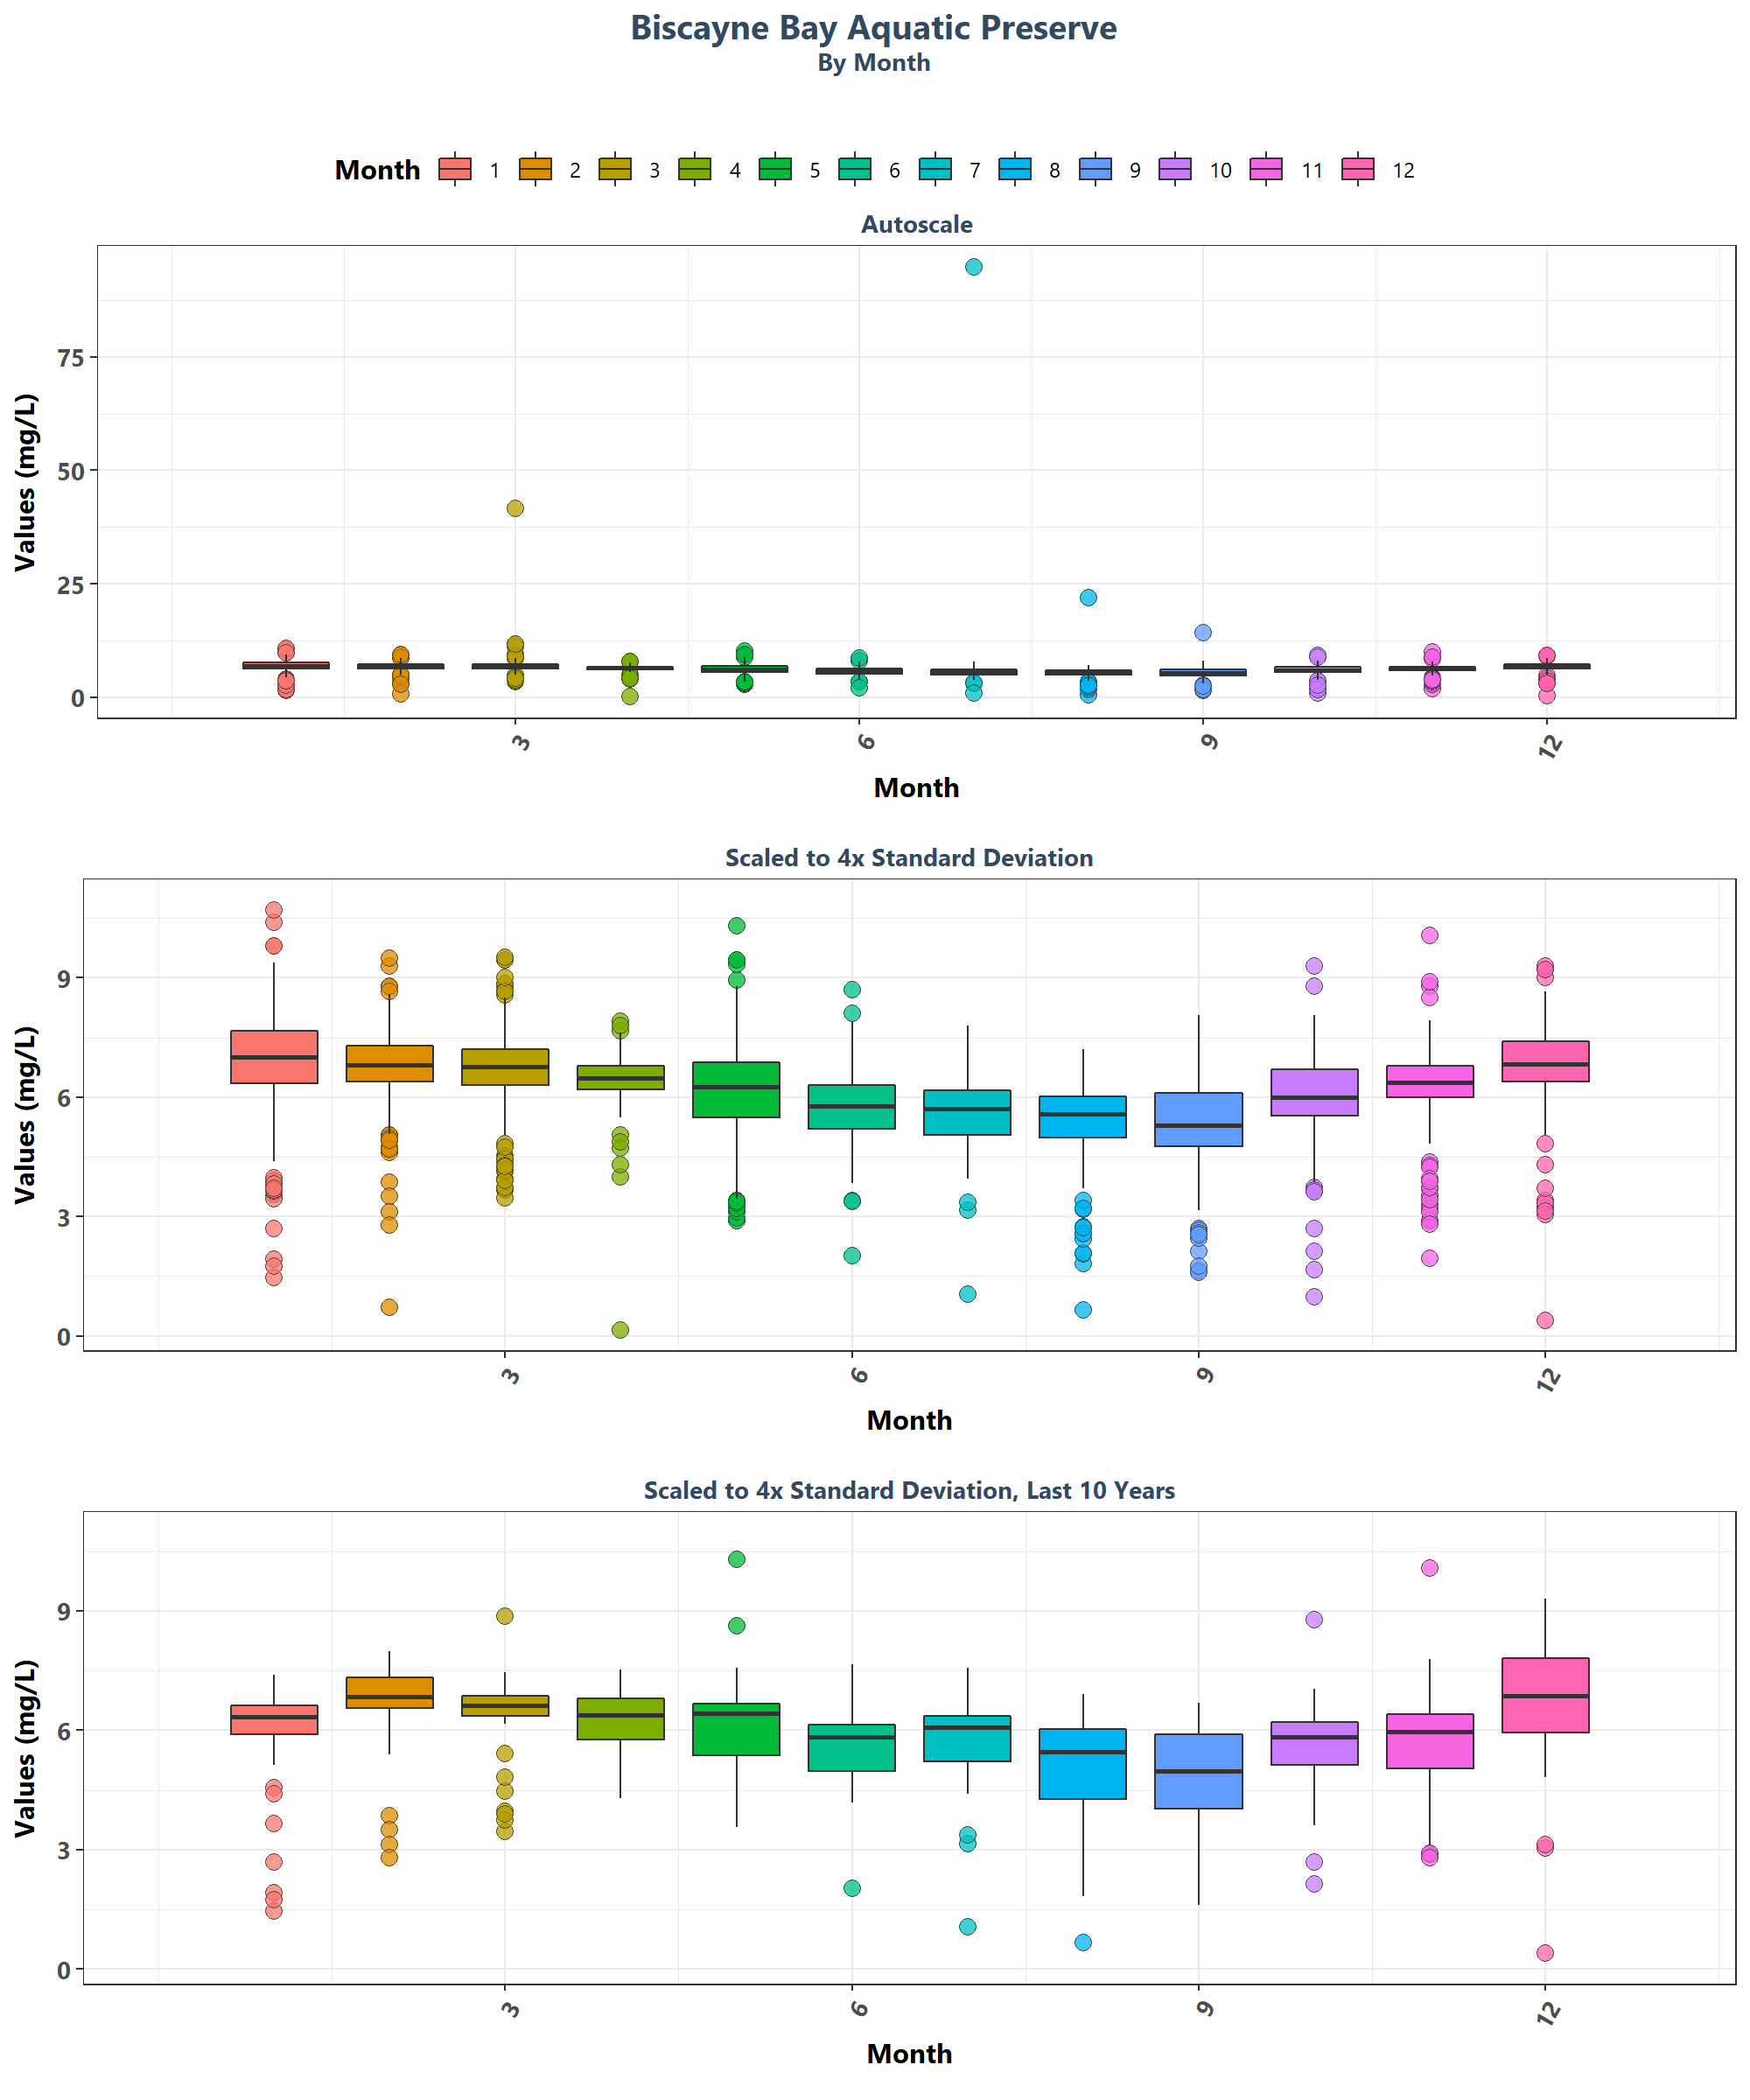 Biscayne Bay Aquatic Preserve
By Month
Month 1 2 3 4 5 6 7 8 9 10 11 12
Autoscale
Values (mg/L)
75
50
25
0
3 6 9 12
Month
Scaled to 4x Standard Deviation
Values (mg/L)
9
6
3
0
3 6 9 12
Month
Scaled to 4x Standard Deviation, Last 10 Years
Values (mg/L)
9
6
3
0
3 6 9 12
Month